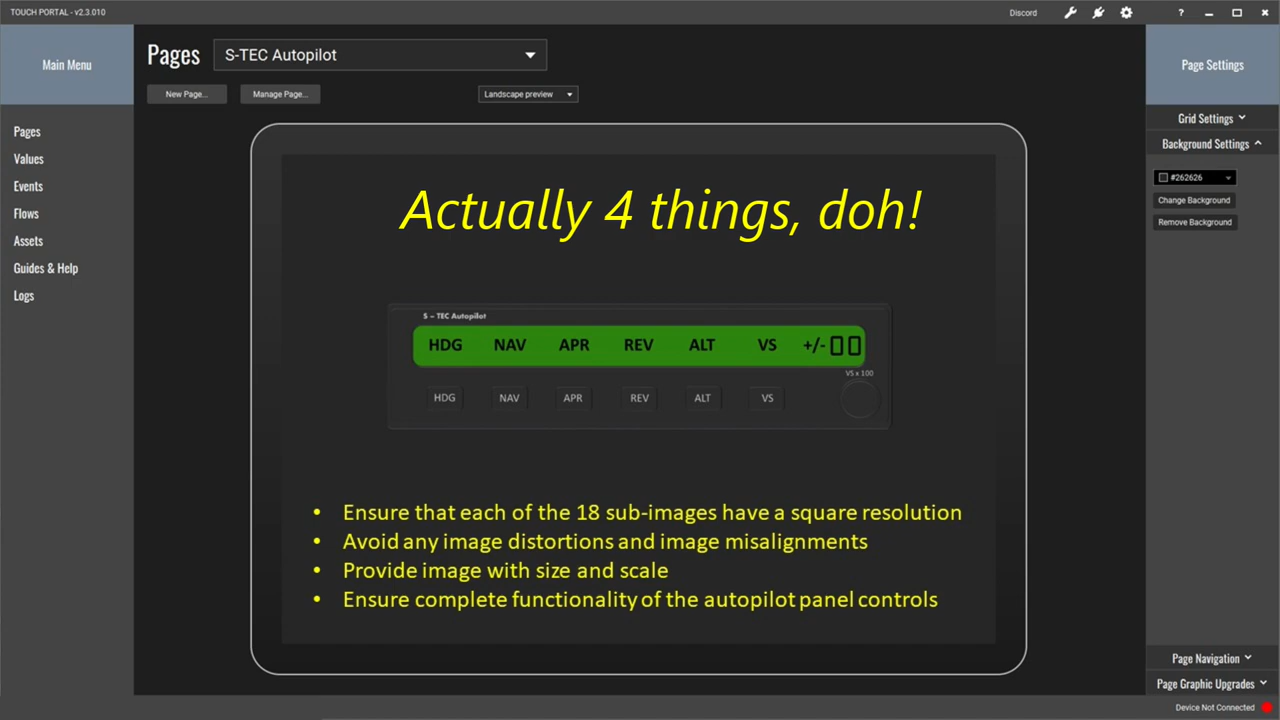 TOUCH PORTAL - v2.3.010
Discord
?
Main Menu
Pages
S-TEC Autopilot
Page Settings
New Page...
Manage Page...
Landscape preview
Grid Settings
Background Settings
#262626
Change Background
Remove Background
Pages
Values
Events
Flows
Assets
Guides & Help
Logs
Actually 4 things, doh!
S – TEC Autopilot
HDG NAV APR REV ALT VS +/- 00
VS x 100
HDG NAV APR REV ALT VS
• Ensure that each of the 18 sub-images have a square resolution
• Avoid any image distortions and image misalignments
• Provide image with size and scale
• Ensure complete functionality of the autopilot panel controls
Page Navigation
Page Graphic Upgrades
Device Not Connected